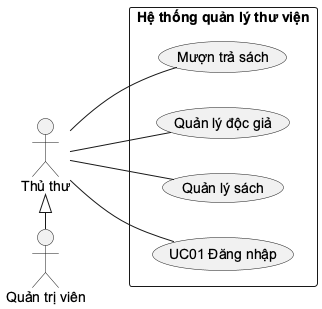 Hệ thống quản lý thư viện
Mượn trả sách
Quản lý độc giả
Quản lý sách
UC01 Đăng nhập
Thủ thư
Quản trị viên